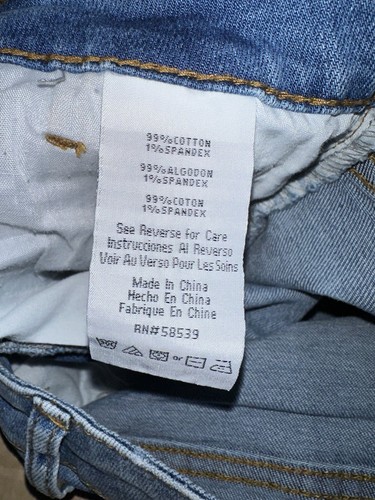 99%COTTON
1%SPANDEX
99%ALGODON
1%SPANDEX
99%COTON
1%SPANDEX
See Reverse for Care
Instrucciones Al Reverso
Voir Au Verso Pour Les Soins
Made In China
Hecho En China
Fabrique En Chine
RN#58539
or